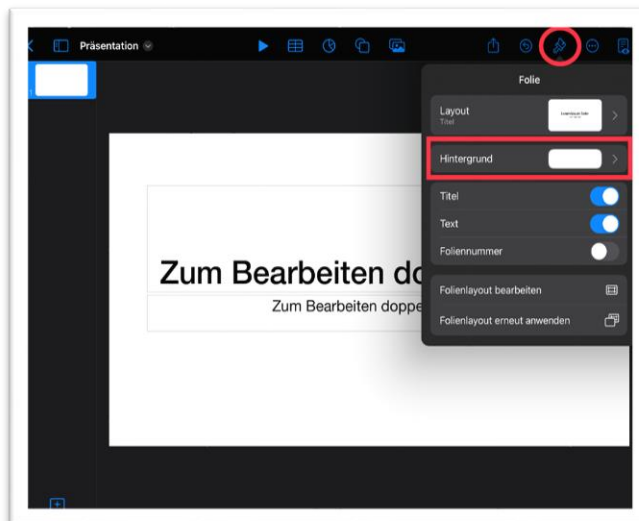 Präsentation
1
Folie
Layout
Titel
Hintergrund
Titel
Text
Foliennummer
Folienlayout bearbeiten
Folienlayout erneut anwenden
Zum Bearbeiten do
Zum Bearbeiten doppe